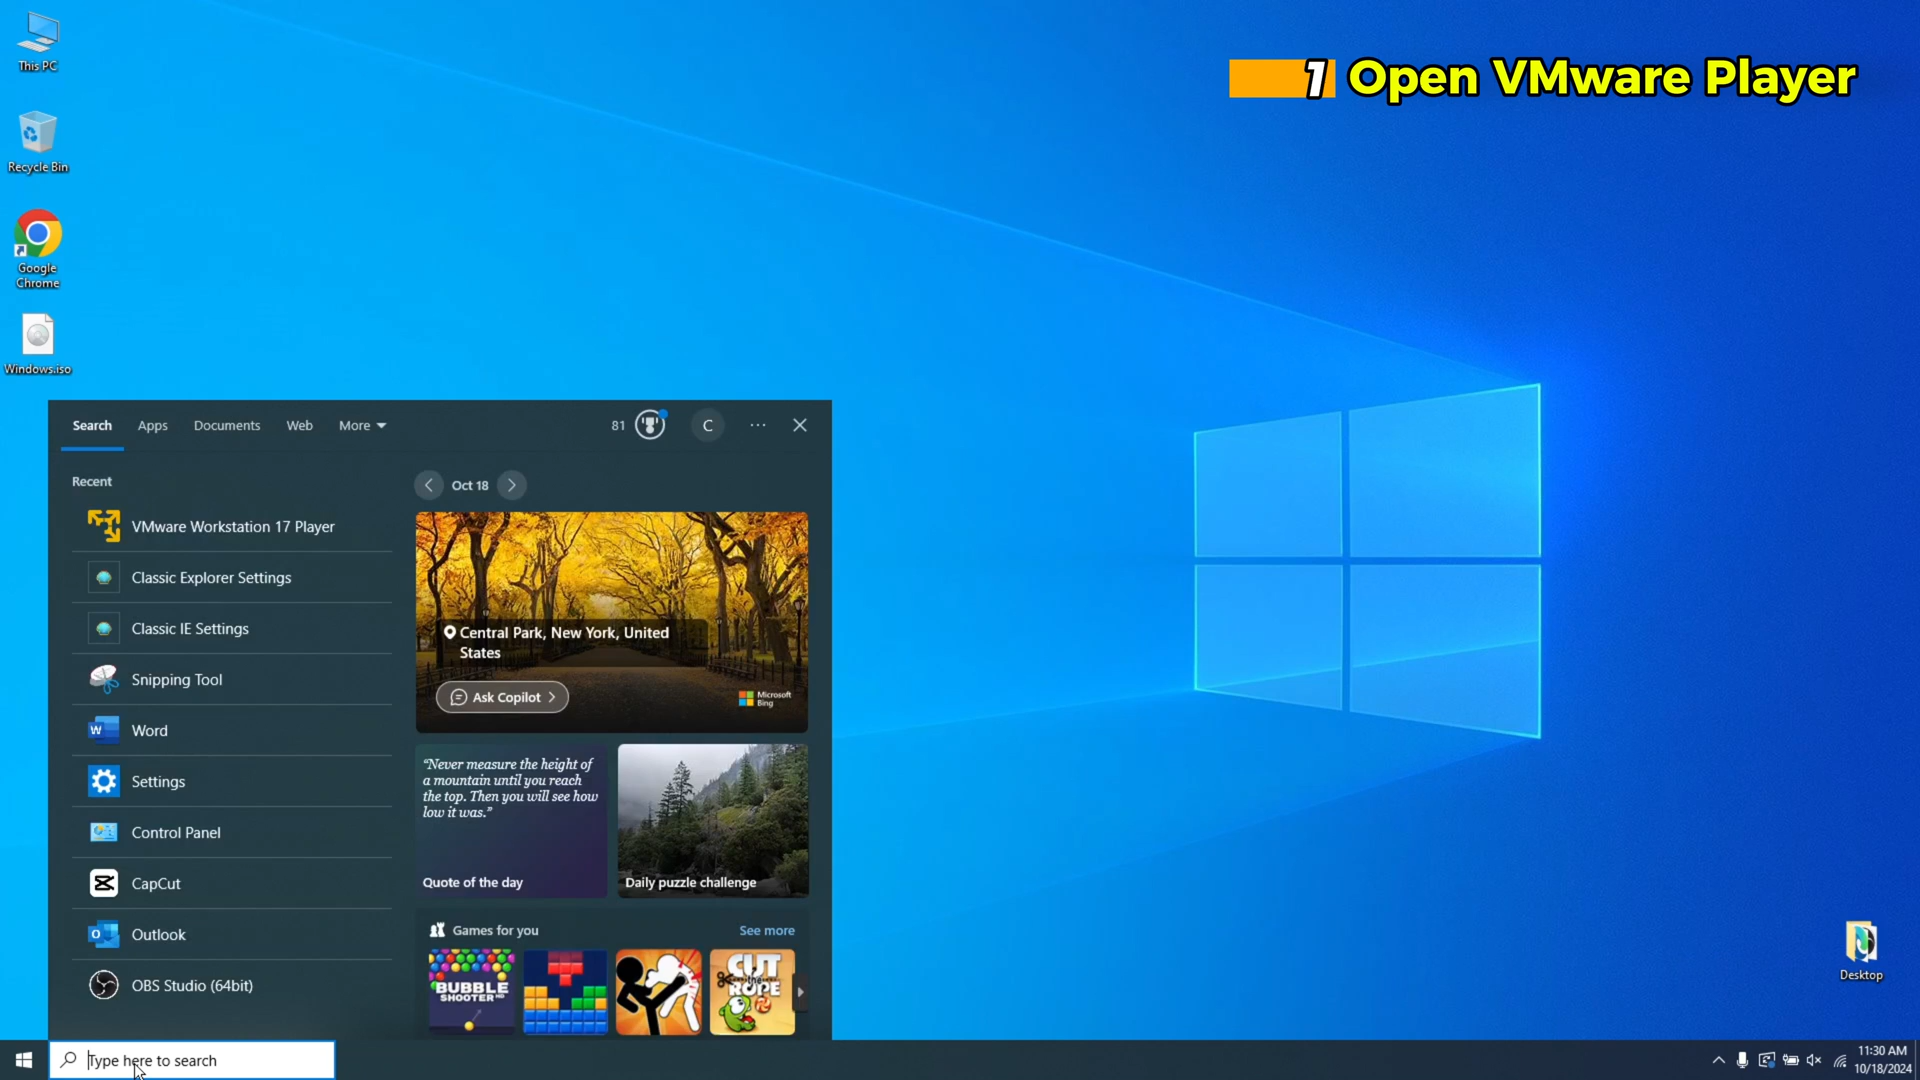 This PC
Recycle Bin
Google
Chrome
Windows.iso
1 Open VMware Player
Search Apps Documents Web More
81 C
Recent
VMware Workstation 17 Player
Classic Explorer Settings
Classic IE Settings
Snipping Tool
Word
Settings
Control Panel
CapCut
Outlook
OBS Studio (64bit)
Oct 18
Central Park, New York, United
States
Ask Copilot
Microsoft
Bing
“Never measure the height of
a mountain until you reach
the top. Then you will see how
low it was.”
Quote of the day
Daily puzzle challenge
Games for you
See more
BUBBLE
SHOOTER HD
CUT
THE
ROPE
Desktop
Type here to search
11:30 AM
10/18/2024